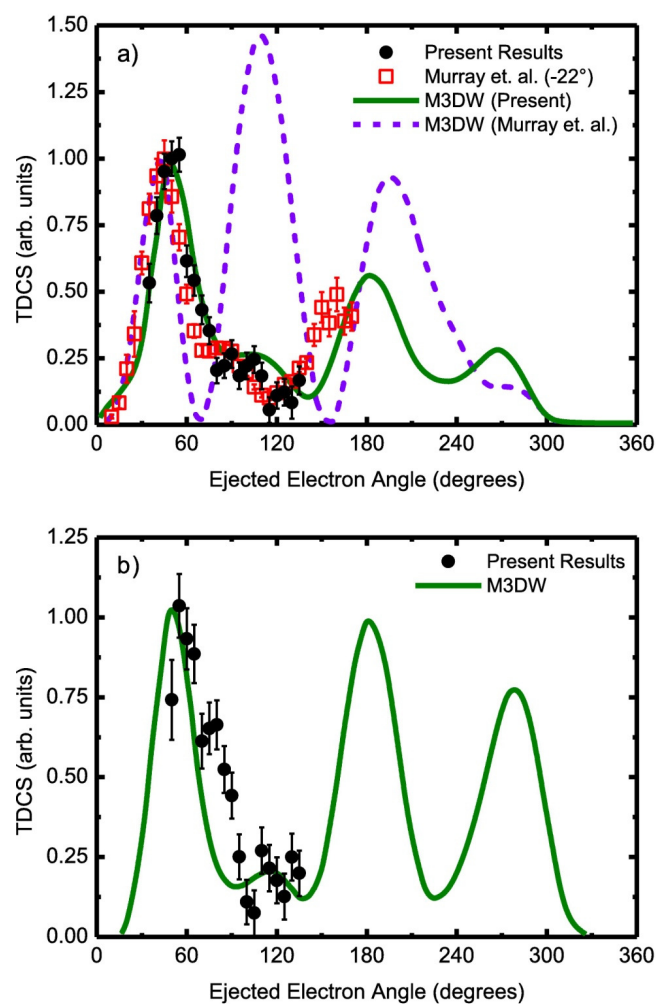 a)
Present Results
Murray et. al. (-22°)
M3DW (Present)
M3DW (Murray et. al.)
TDCS (arb. units)
1.50
1.25
1.00
0.75
0.50
0.25
0.00
0 60 120 180 240 300 360
Ejected Electron Angle (degrees)
b)
Present Results
M3DW
TDCS (arb. units)
1.25
1.00
0.75
0.50
0.25
0.00
0 60 120 180 240 300 360
Ejected Electron Angle (degrees)